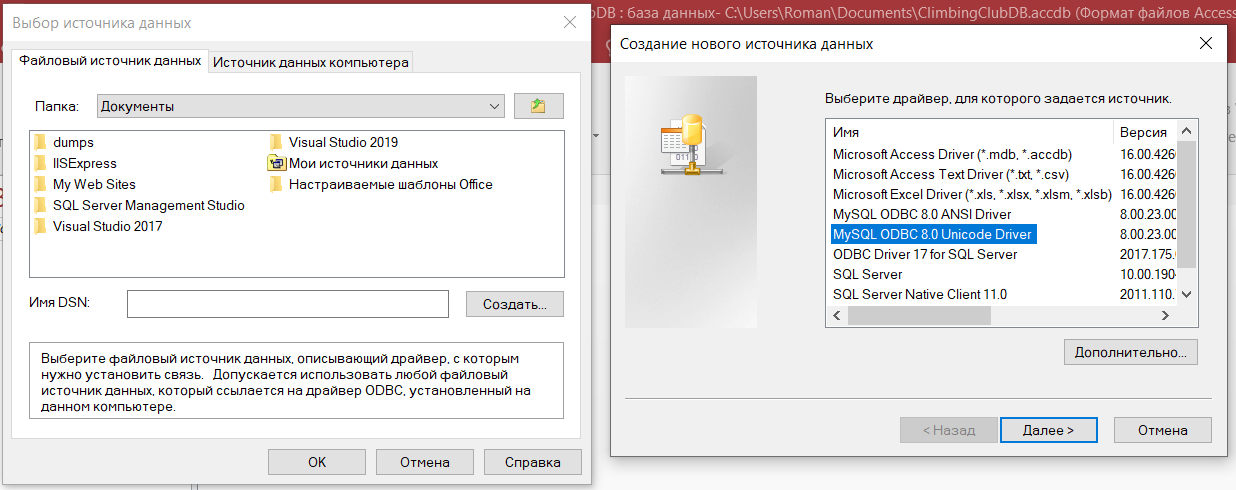 Выбор источника данных
Файловый источник данных
Источник данных компьютера
Папка:
Документы
dumps
IISExpress
My Web Sites
SQL Server Management Studio
Visual Studio 2017
Visual Studio 2019
Мои источники данных
Настраиваемые шаблоны Office
Имя DSN:
Создать...
Выберите файловый источник данных, описывающий драйвер, с которым
нужно установить связь. Допускается использовать любой файловый
источник данных, который ссылается на драйвер ODBC, установленный на
данном компьютере.
OK
Отмена
Справка
bDB : база данных- C:\Users\Roman\Documents\ClimbingClubDB.accdb (Формат файлов Access
Создание нового источника данных
Выберите драйвер, для которого задается источник.
Имя Версия
Microsoft Access Driver (*.mdb, *.accdb) 16.00.426
Microsoft Access Text Driver (*.txt, *.csv) 16.00.426
Microsoft Excel Driver (*.xls, *.xlsx, *.xlsm, *.xlsb) 16.00.426
MySQL ODBC 8.0 ANSI Driver 8.00.23.00
MySQL ODBC 8.0 Unicode Driver 8.00.23.00
ODBC Driver 17 for SQL Server 2017.175.
SQL Server 10.00.190
SQL Server Native Client 11.0 2011.110.
Дополнительно...
< Назад
Далее >
Отмена